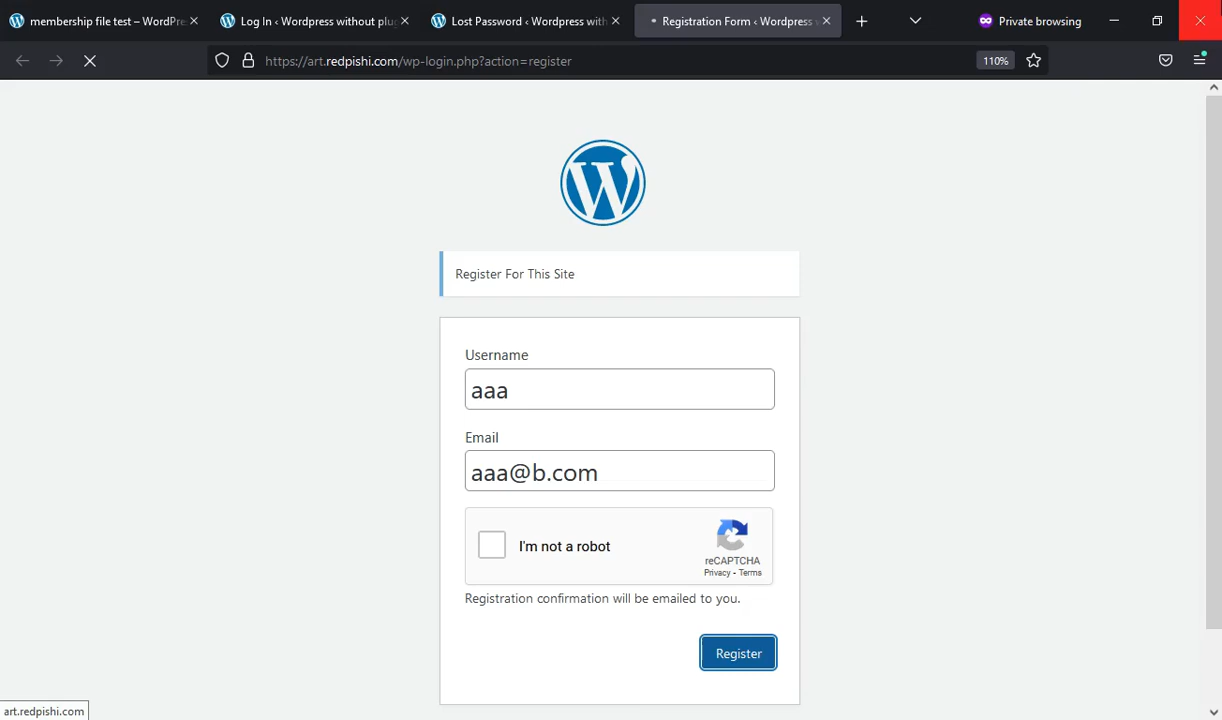 membership file test – WordPre
Log In ‹ Wordpress without plug
Lost Password ‹ Wordpress with
Registration Form ‹ Wordpress w
Private browsing
https://art.redpishi.com/wp-login.php?action=register
110%
Register For This Site
Username
aaa
Email
aaa@b.com
I'm not a robot
reCAPTCHA
Privacy - Terms
Registration confirmation will be emailed to you.
Register
art.redpishi.com